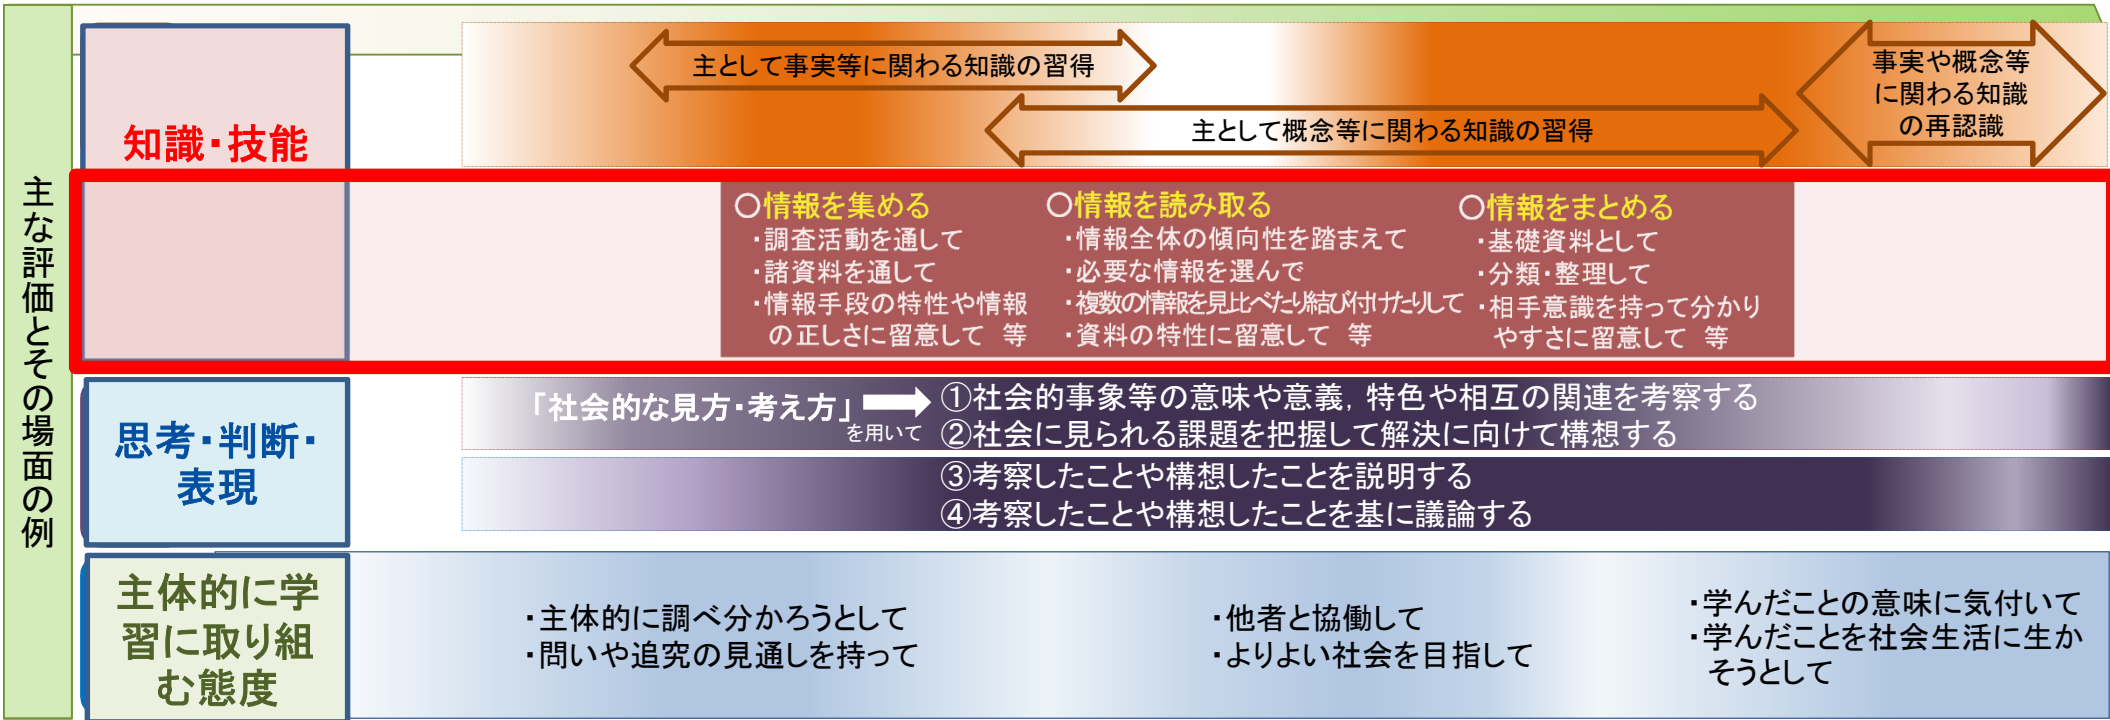 主な評価とその場面の例
知識・技能
主として事実等に関わる知識の習得
主として概念等に関わる知識の習得
事実や概念等
に関わる知識
の再認識
○情報を集める
・調査活動を通して
・諸資料を通して
・情報手段の特性や情報
の正しさに留意して 等
○情報を読み取る
・情報全体の傾向性を踏まえて
・必要な情報を選んで
・複数の情報を見比べたり結び付けたりして
・資料の特性に留意して 等
○情報をまとめる
・基礎資料として
・分類・整理して
・相手意識を持って分かり
やすさに留意して 等
思考・判断・
表現
「社会的な見方・考え方」
を用いて
①社会的事象等の意味や意義，特色や相互の関連を考察する
②社会に見られる課題を把握して解決に向けて構想する
③考察したことや構想したことを説明する
④考察したことや構想したことを基に議論する
主体的に学
習に取り組
む態度
・主体的に調べ分かろうとして
・問いや追究の見通しを持って
・他者と協働して
・よりよい社会を目指して
・学んだことの意味に気付いて
・学んだことを社会生活に生か
そうとして